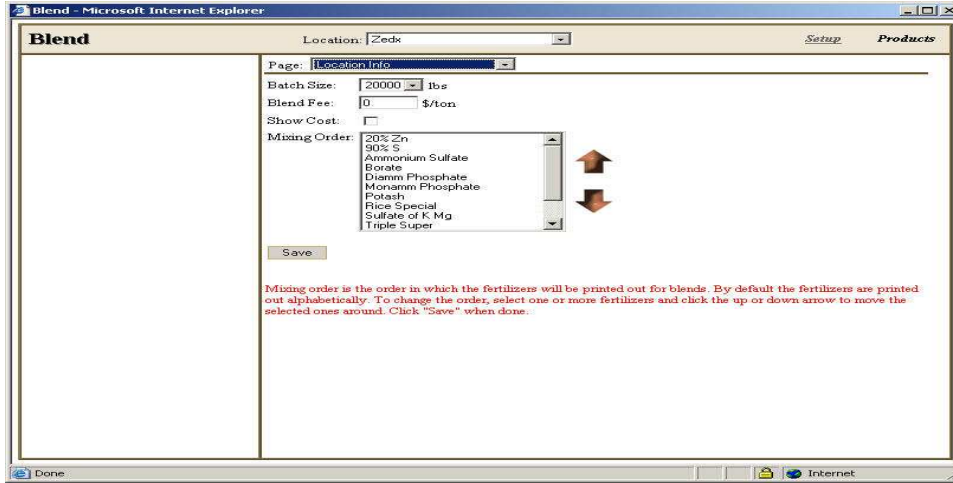 Blend - Microsoft Internet Explorer
Blend Location: Zedx Setup Products
Page: Location Info
Batch Size: 20000 lbs
Blend Fee: 0 $/ton
Show Cost:
Mixing Order: 20% Zn
90% S
Ammonium Sulfate
Borate
Diamm Phosphate
Monamm Phosphate
Potash
Rice Special
Sulfate of K Mg
Triple Super
Save
Mixing order is the order in which the fertilizers will be printed out for blends. By default the fertilizers are printed
out alphabetically. To change the order, select one or more fertilizers and click the up or down arrow to move the
selected ones around. Click "Save" when done.
Done Internet